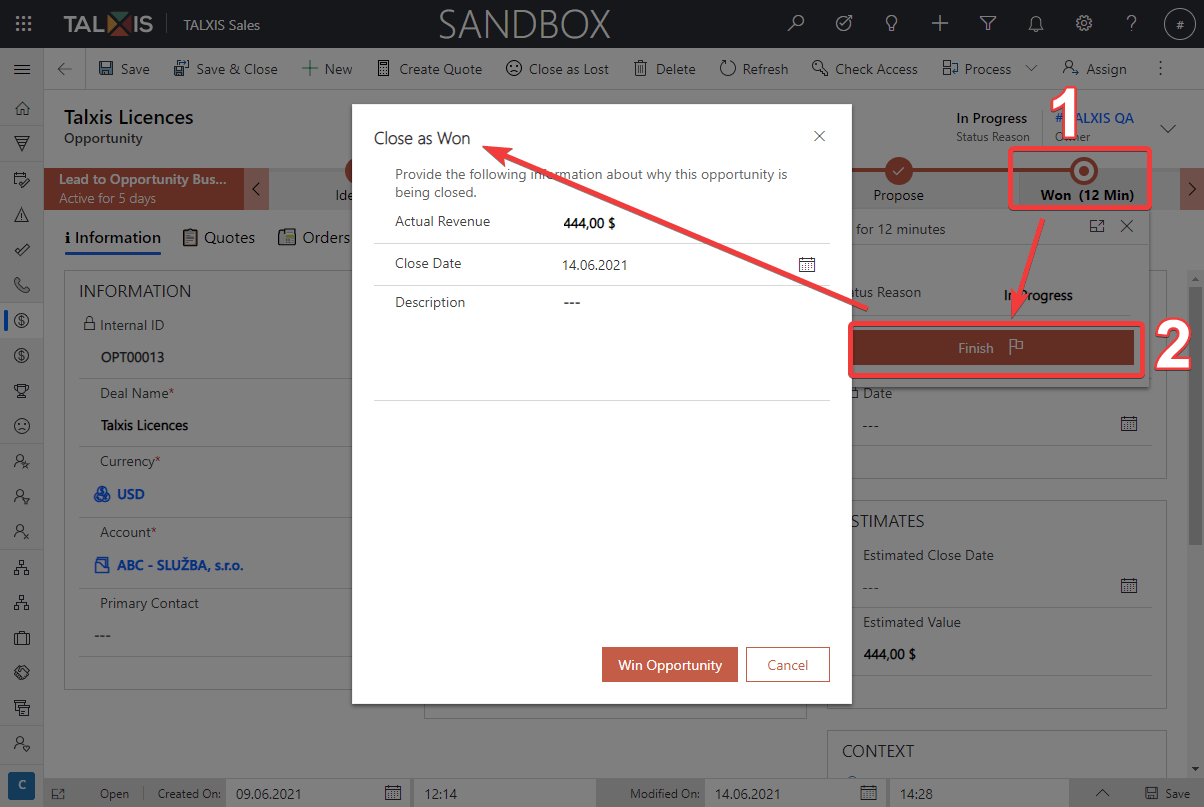 TALXIS
TALXIS Sales
SANDBOX
#
Save
Save & Close
New
Create Quote
Close as Lost
Delete
Refresh
Check Access
Process
Assign
Talxis Licences
Opportunity
In Progress
Status Reason
TALXIS QA
Owner
1
Lead to Opportunity Bus...
Active for 5 days
Propose
Won (12 Min)
Information
Quotes
Orders
for 12 minutes
In Progress
Finish
2
INFORMATION
Internal ID
OPT00013
Deal Name*
Talxis Licences
Currency*
USD
Account*
ABC - SLUŽBA, s.r.o.
Primary Contact
---
Close as Won
Provide the following information about why this opportunity is
being closed.
Actual Revenue
444,00 $
Close Date
14.06.2021
Description
---
Win Opportunity
Cancel
Date
---
Estimated Close Date
---
Estimated Value
444,00 $
CONTEXT
C
Open
Created On:
09.06.2021
12:14
Modified On:
14.06.2021
14:28
Save